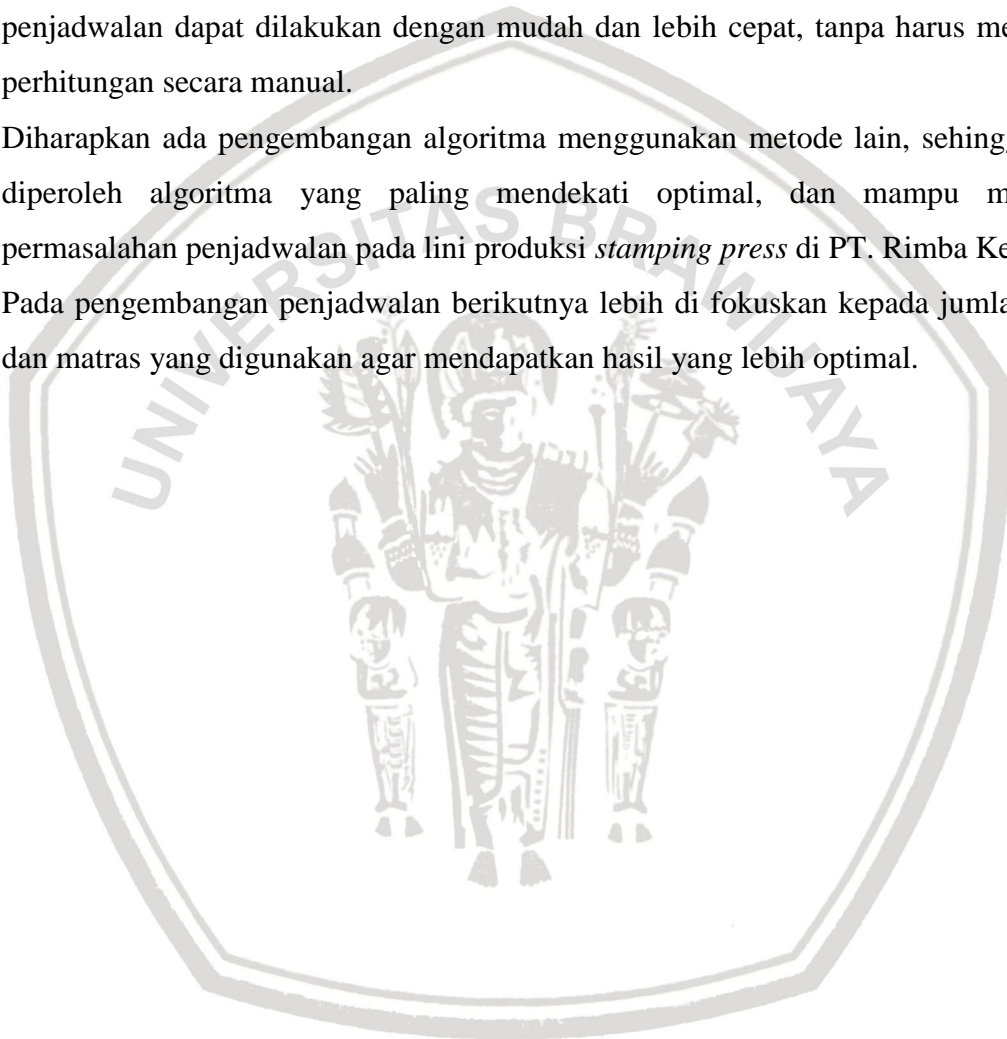 penjadwalan dapat dilakukan dengan mudah dan lebih cepat, tanpa harus me
perhitungan secara manual.
Diharapkan ada pengembangan algoritma menggunakan metode lain, sehingg
diperoleh algoritma yang paling mendekati optimal, dan mampu m
permasalahan penjadwalan pada lini produksi stamping press di PT. Rimba Ke
Pada pengembangan penjadwalan berikutnya lebih di fokuskan kepada jumla
dan matras yang digunakan agar mendapatkan hasil yang lebih optimal.
UNIVERSITAS BRAWIJAYA